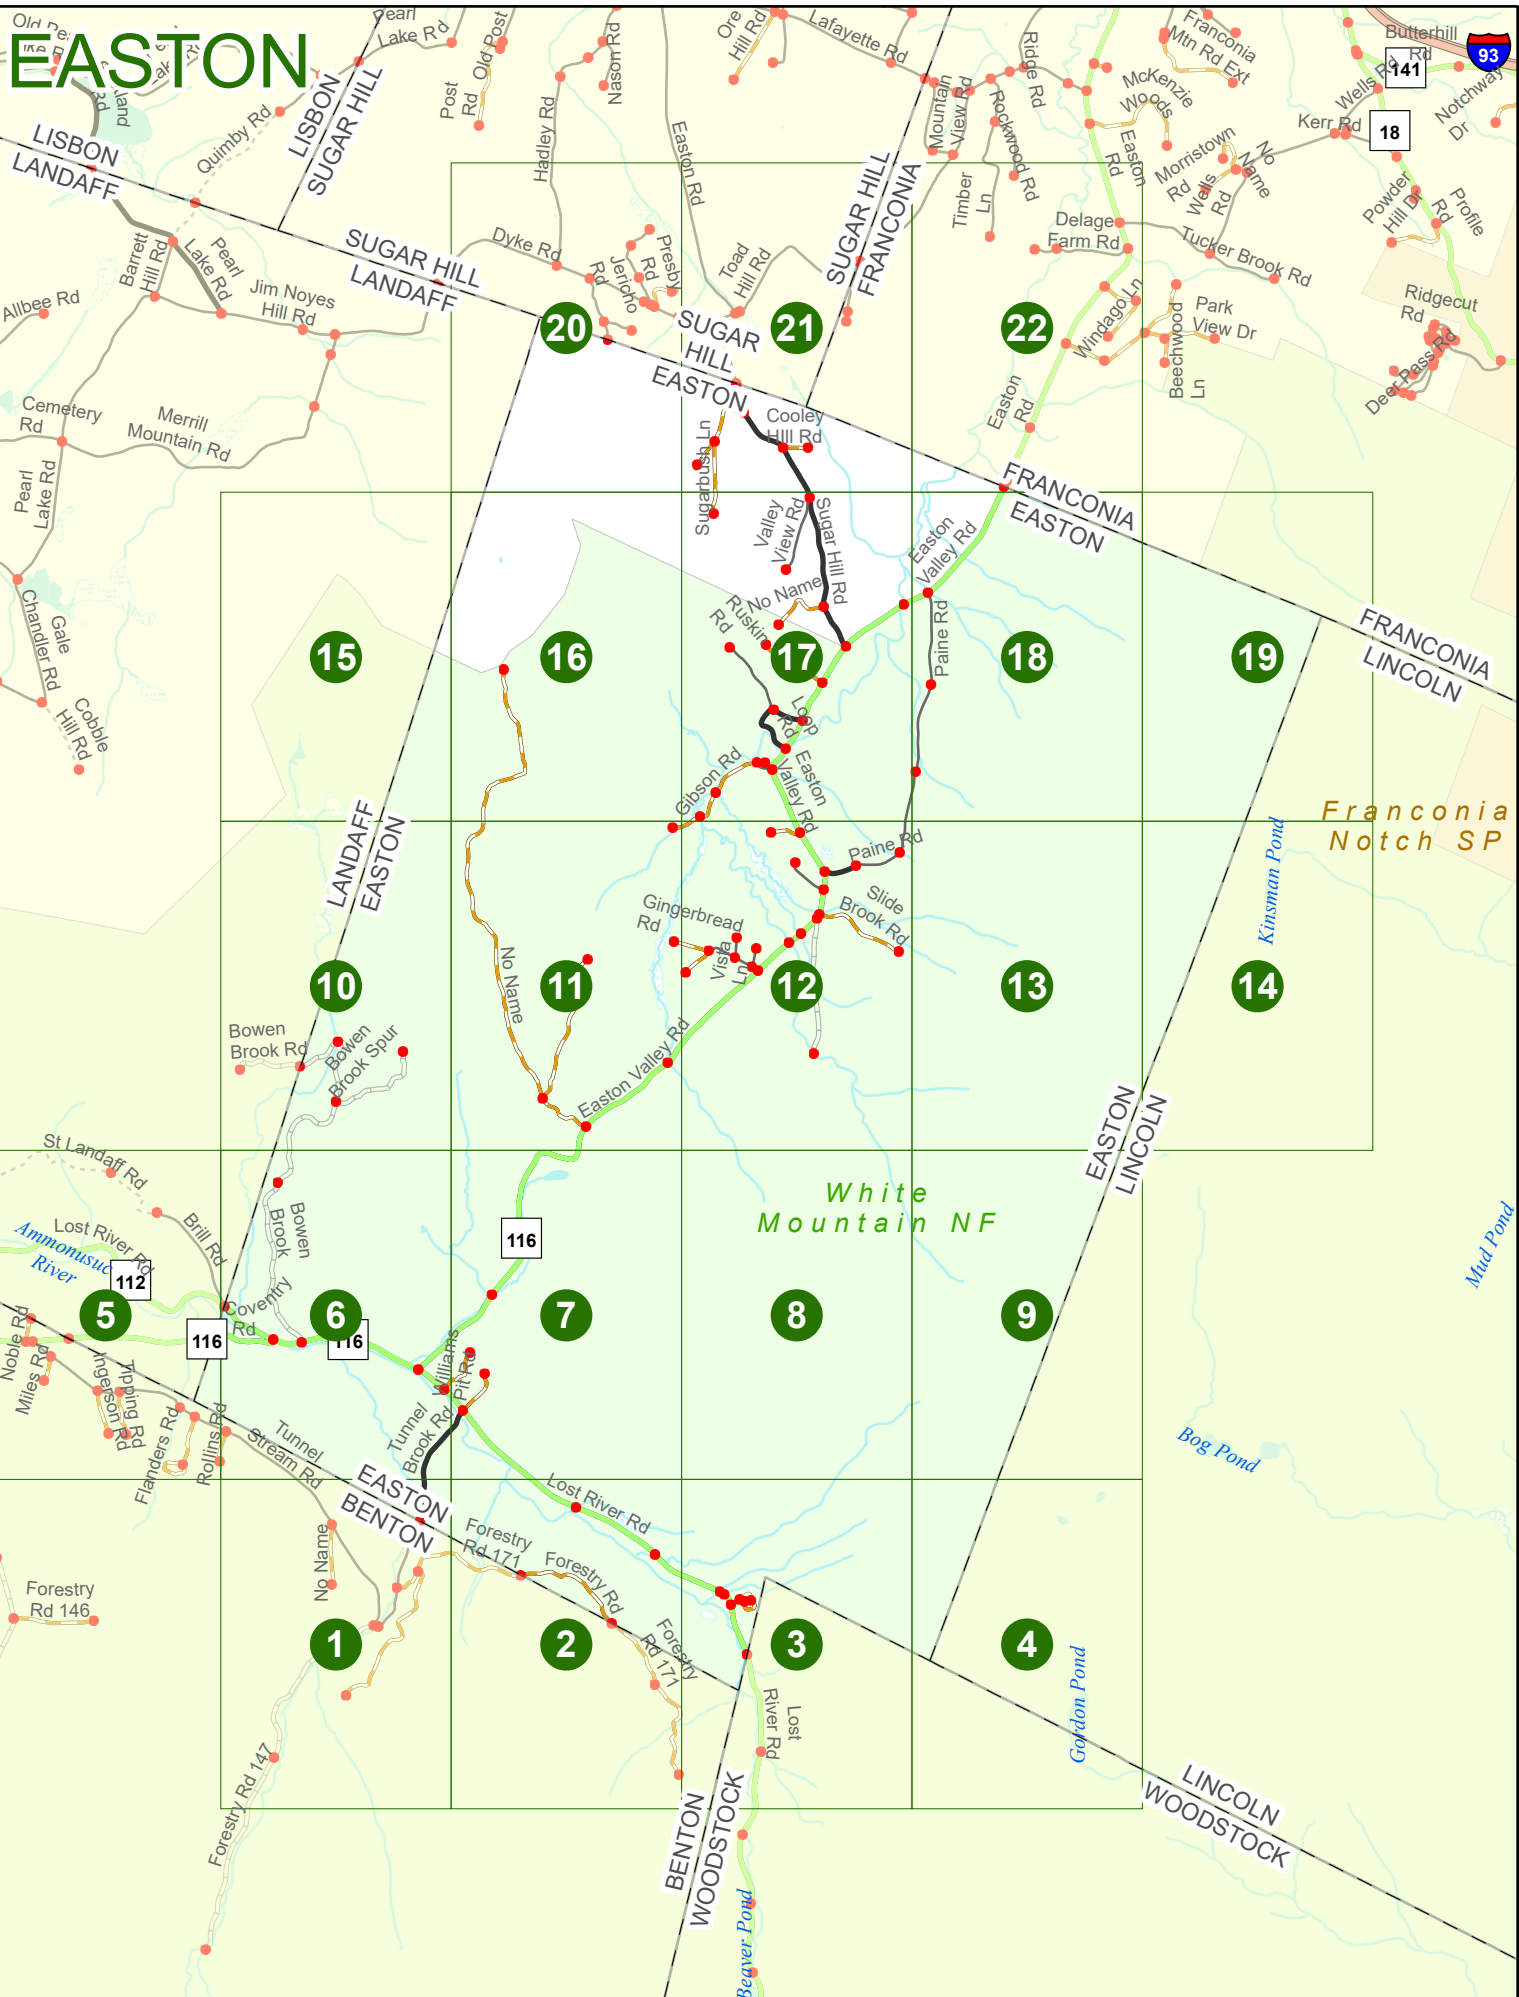 EASTON
Pearl
Lake Rd
Old Post
Post
Rd
Nason Rd
Ore
Hill Rd
Lafayette Rd
Ridge Rd
Franconia
Mtn Rd Ext
Butterhill
Rd
141
93
Wells Rd
Notchway
Dr
Kerr Rd
18
McKenzie
Woods
Mountain
View Rd
Rockwood Rd
Easton
Rd
Morristown
Rd
No
Name
Wells
Rd
Powder
Hill Dr
Profile
Rd
LISBON
LANDAFF
LISBON
SUGAR HILL
Quimby Rd
Hadley Rd
Easton Rd
SUGAR HILL
FRANCONIA
Timber
Ln
Delage
Farm Rd
Tucker Brook Rd
Barrett
Hill Rd
Pearl
Lake Rd
SUGAR HILL
LANDAFF
Dyke Rd
Rd
Jericho
Presby
Rd
Toad
Hill Rd
Allbee Rd
Jim Noyes
Hill Rd
20
21
22
SUGAR
HILL
EASTON
Windago Ln
Park
View Dr
Beechwood
Ln
Ridgecut
Rd
Deer Pass Rd
Cemetery
Rd
Merrill
Mountain Rd
Pearl
Lake Rd
Cooley
HIll Rd
Sugarbush Ln
Easton
Rd
FRANCONIA
EASTON
Valley
View Rd
Sugar Hill Rd
Easton
Valley Rd
No Name
Ruskin
Rd
Paine Rd
Gale
Chandler Rd
Cobble
Hill Rd
15
16
17
18
19
FRANCONIA
LINCOLN
Loop
Rd
Gibson Rd
Easton
Valley Rd
LANDAFF
EASTON
Paine Rd
Franconia
Notch SP
Kinsman Pond
Slide
Brook Rd
Gingerbread
Rd
Vista
Ln
No Name
10
11
12
13
14
Bowen
Brook Rd
Bowen
Brook Spur
Easton Valley Rd
EASTON
LINCOLN
St Landaff Rd
Lost River Rd
Brill Rd
Bowen
Brook
Ammonusuc
River
112
116
White
Mountain NF
Mud Pond
5
6
7
8
9
Coventry
Rd
116
116
Noble Rd
Miles Rd
Ingerson Rd
Tipping Rd
Flanders Rd
Rollins Rd
Tunnel
Stream Rd
Williams
Pit Rd
Tunnel
Brook Rd
Bog Pond
EASTON
BENTON
Lost River Rd
No Name
Forestry
Rd 171
Forestry Rd
Forestry
Rd 146
Forestry
Rd 171
1
2
3
4
Gordon Pond
Lost
River Rd
Forestry Rd 147
BENTON
WOODSTOCK
LINCOLN
WOODSTOCK
Beaver Pond